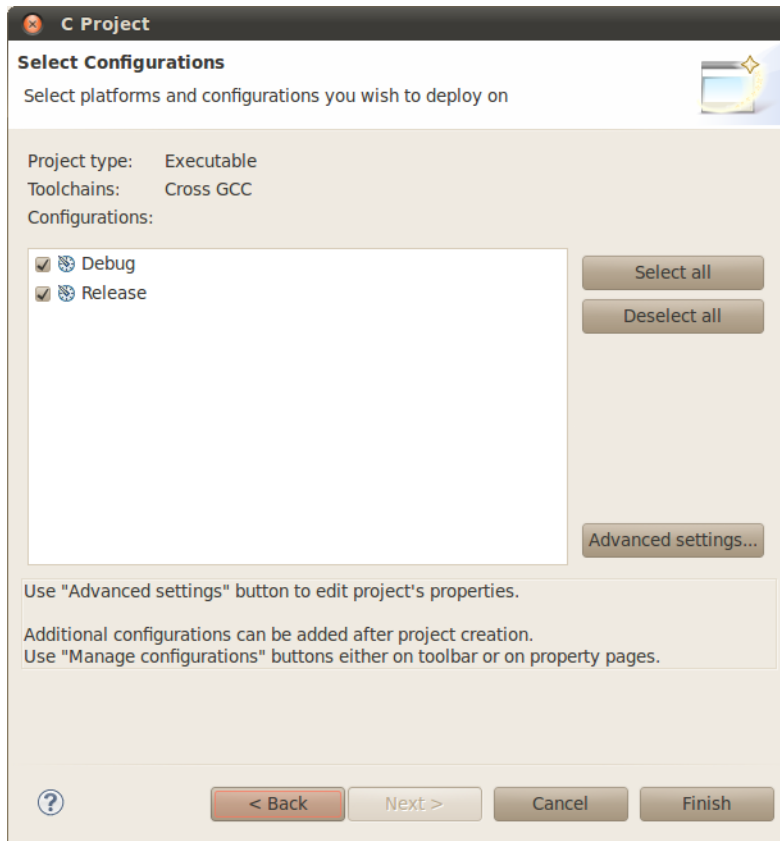 C Project
Select Configurations
Select platforms and configurations you wish to deploy on
Project type: Executable
Toolchains: Cross GCC
Configurations:
Debug
Release
Select all
Deselect all
Advanced settings...
Use "Advanced settings" button to edit project's properties.
Additional configurations can be added after project creation.
Use "Manage configurations" buttons either on toolbar or on property pages.
?
< Back
Next >
Cancel
Finish